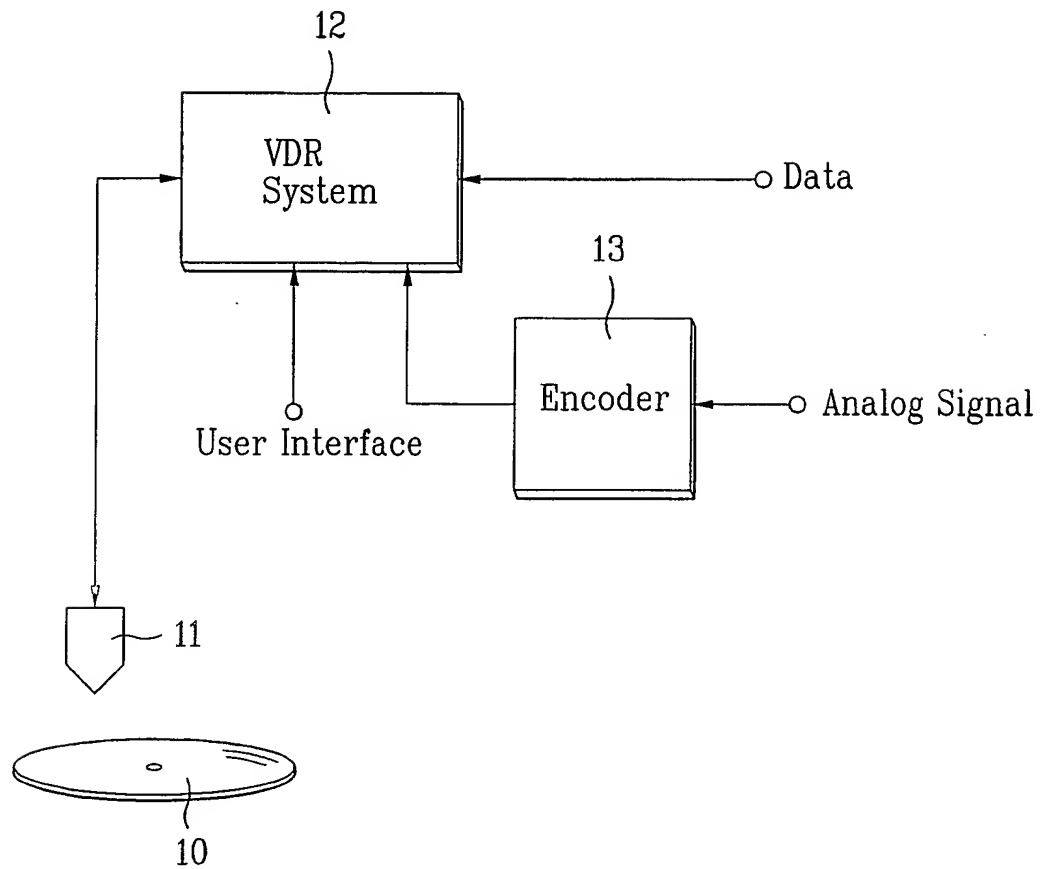 12
VDR
System
Data
13
Encoder
Analog Signal
User Interface
11
10